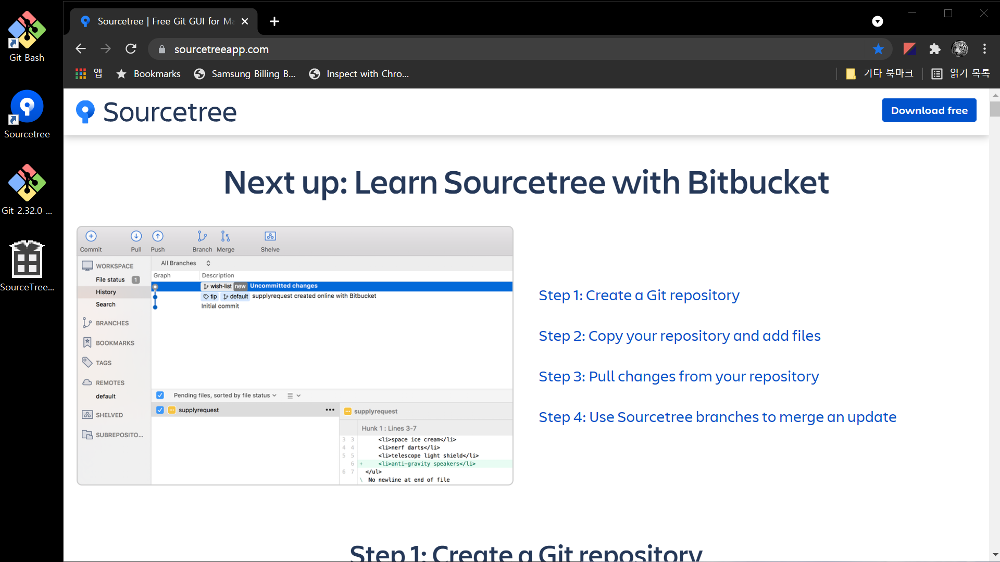 Git Bash
Sourcetree
Git-2.32.0-...
SourceTree...
Sourcetree | Free Git GUI for Ma
sourcetreeapp.com
앱
Bookmarks
Samsung Billing B...
Inspect with Chro...
기타 북마크
읽기 목록
Sourcetree
Download free
Next up: Learn Sourcetree with Bitbucket
Commit Pull Push Branch Merge Shelve
WORKSPACE
File status 1
History
Search
BRANCHES
BOOKMARKS
TAGS
REMOTES
default
SHELVED
SUBREPOSITO...
All Branches
Graph Description
wish-list new Uncommitted changes
tip default supplyrequest created online with Bitbucket
Initial commit
Pending files, sorted by file status
supplyrequest •••
supplyrequest
Hunk 1 : Lines 3-7
3 3 <li>space ice cream</li>
4 4 <li>nerf darts</li>
5 5 <li>telescope light shield</li>
6 + <li>anti-gravity speakers</li>
6 7 </ul>
\ No newline at end of file
Step 1: Create a Git repository
Step 2: Copy your repository and add files
Step 3: Pull changes from your repository
Step 4: Use Sourcetree branches to merge an update
Step 1: Create a Git repository